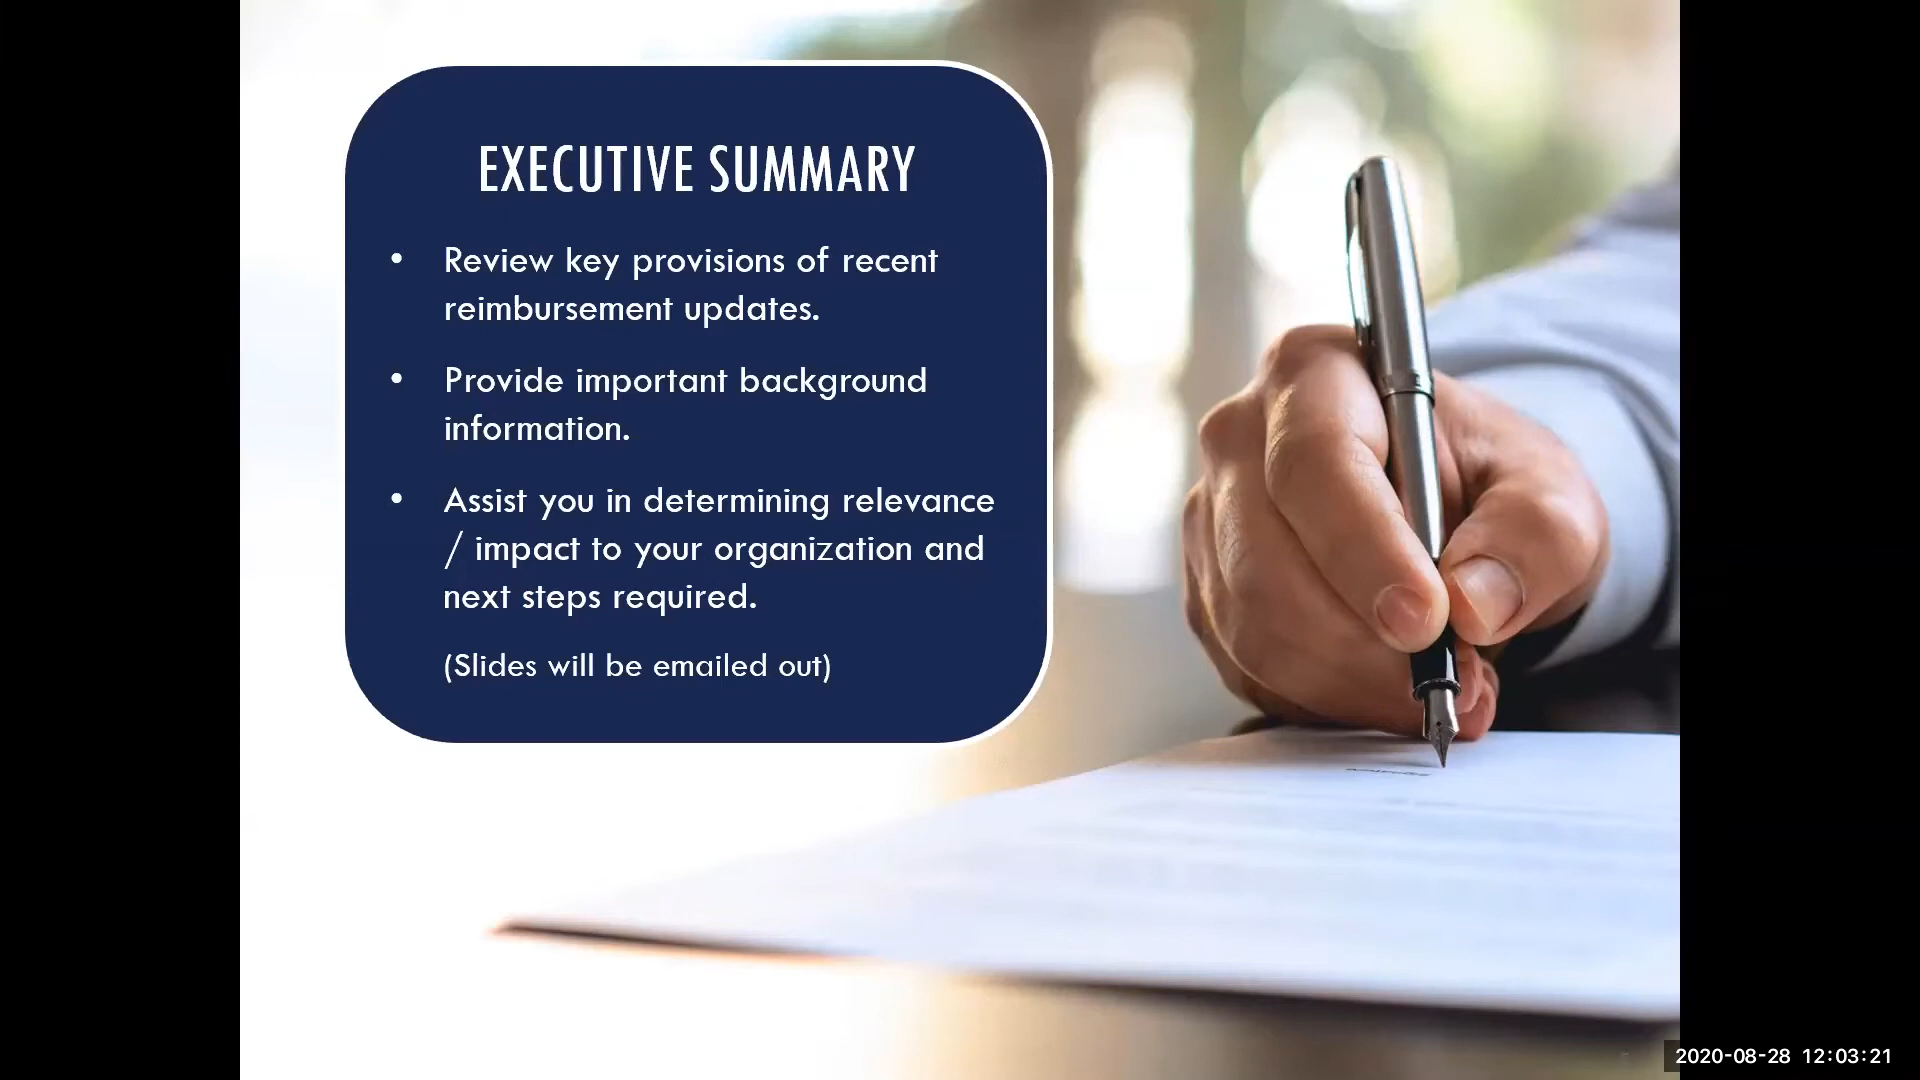 EXECUTIVE SUMMARY
• Review key provisions of recent
reimbursement updates.
• Provide important background
information.
• Assist you in determining relevance
/ impact to your organization and
next steps required.
(Slides will be emailed out)
2020-08-28 12:03:21